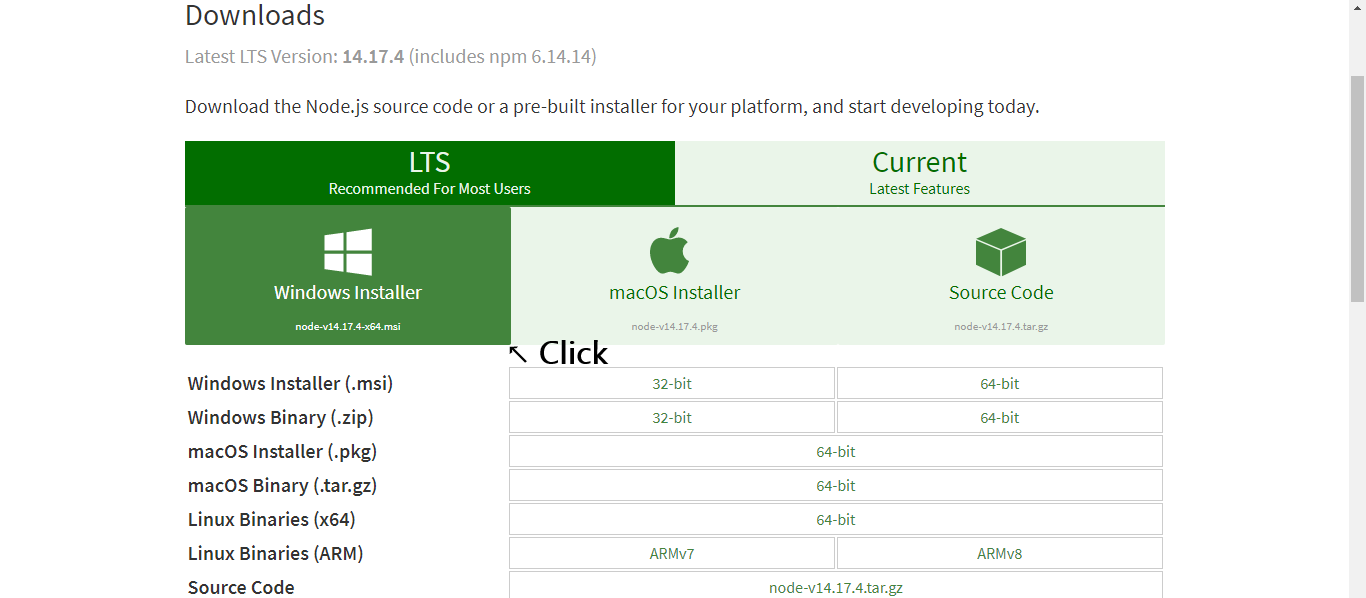 Downloads
Latest LTS Version: 14.17.4 (includes npm 6.14.14)
Download the Node.js source code or a pre-built installer for your platform, and start developing today.
LTS
Recommended For Most Users
Current
Latest Features
Windows Installer
node-v14.17.4-x64.msi
macOS Installer
node-v14.17.4.pkg
Source Code
node-v14.17.4.tar.gz
Click
Windows Installer (.msi) 32-bit 64-bit
Windows Binary (.zip) 32-bit 64-bit
macOS Installer (.pkg) 64-bit
macOS Binary (.tar.gz) 64-bit
Linux Binaries (x64) 64-bit
Linux Binaries (ARM) ARMv7 ARMv8
Source Code node-v14.17.4.tar.gz